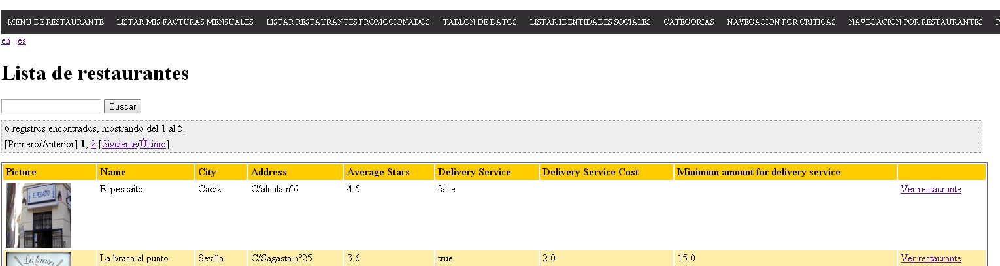 MENU DE RESTAURANTE LISTAR MIS FACTURAS MENSUALES LISTAR RESTAURANTES PROMOCIONADOS TABLON DE DATOS LISTAR IDENTIDADES SOCIALES CATEGORIAS NAVEGACION POR CRITICAS NAVEGACION POR RESTAURANTES
en | es
Lista de restaurantes
Buscar
6 registros encontrados, mostrando del 1 al 5.
[Primero/Anterior] 1, 2 [Siguiente/Último]
Picture Name City Address Average Stars Delivery Service Delivery Service Cost Minimum amount for delivery service
EL PESCAÍTO El pescaito Cadiz C/alcala nº6 4.5 false Ver restaurante
La brasa La brasa al punto Sevilla C/Sagasta nº25 3.6 true 2.0 15.0 Ver restaurante